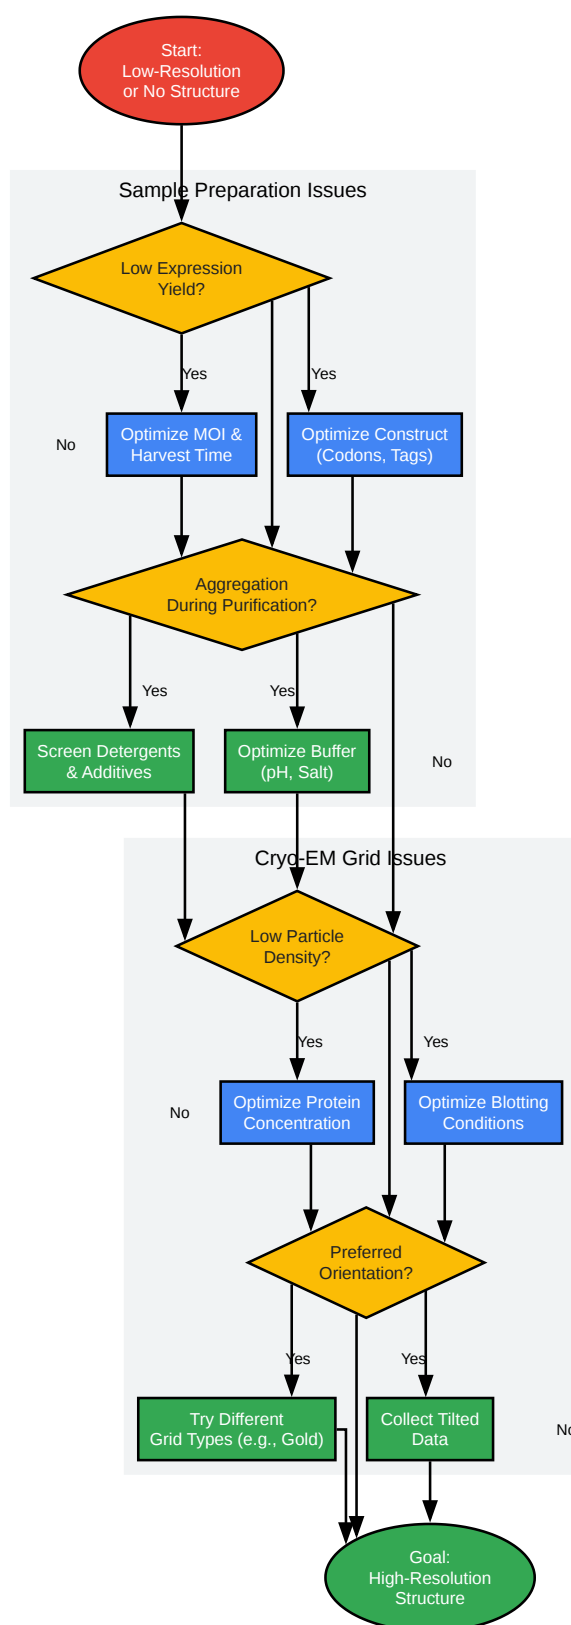 Start:
Low-Resolution
or No Structure
Sample Preparation Issues
Low Expression
Yield?
Yes
Yes
Optimize MOI &
Harvest Time
Optimize Construct
(Codons, Tags)
No
Aggregation
During Purification?
Yes
Yes
Screen Detergents
& Additives
Optimize Buffer
(pH, Salt)
No
Cryo-EM Grid Issues
Low Particle
Density?
Yes
Yes
Optimize Protein
Concentration
Optimize Blotting
Conditions
No
Preferred
Orientation?
Yes
Yes
Try Different
Grid Types (e.g., Gold)
Collect Tilted
Data
No
Goal:
High-Resolution
Structure